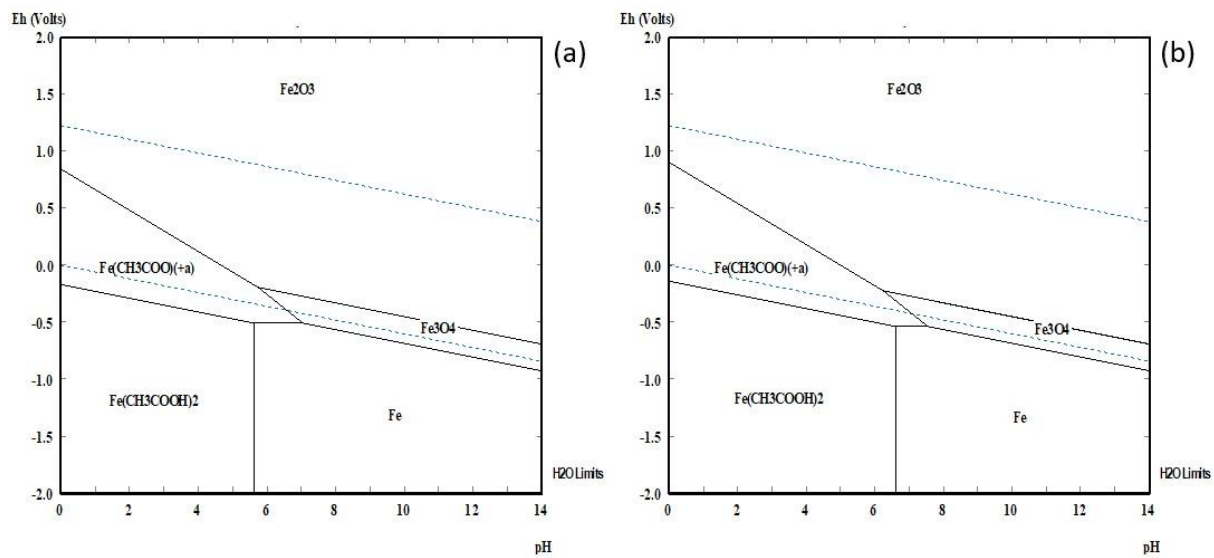 Eh (Volts)
2.0
1.5
1.0
0.5
0.0
-0.5
-1.0
-1.5
-2.0
0 2 4 6 8 10 12 14
pH
(a)
Fe2O3
Fe(CH3COO)(+a)
Fe3O4
Fe(CH3COOH)2
Fe
H2O Limits
Eh (Volts)
2.0
1.5
1.0
0.5
0.0
-0.5
-1.0
-1.5
-2.0
0 2 4 6 8 10 12 14
pH
(b)
Fe2O3
Fe(CH3COO)(+a)
Fe3O4
Fe(CH3COOH)2
Fe
H2O Limits